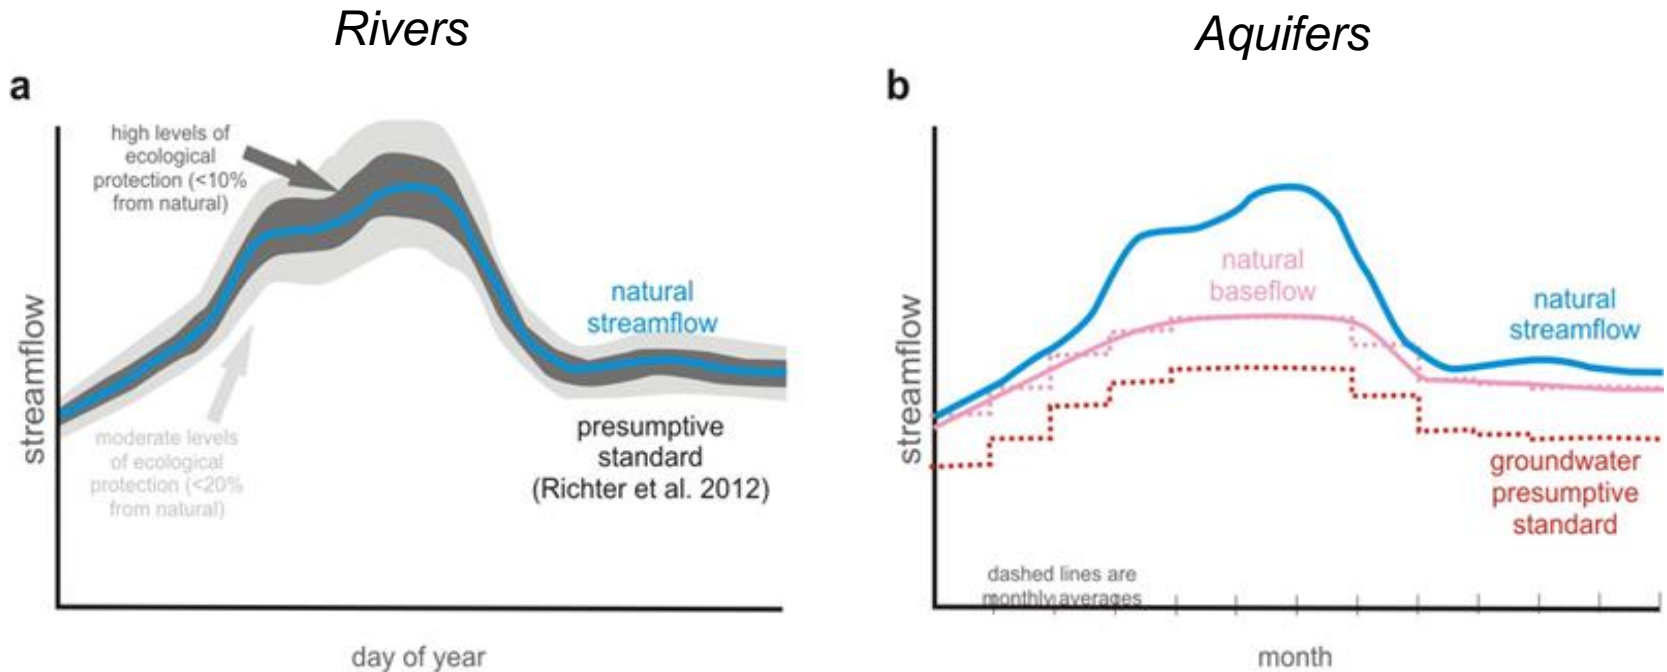 Rivers
a
high levels of
ecological
protection (<10%
from natural)
natural
streamflow
streamflow
moderate levels
of ecological
protection (<20%
from natural)
presumptive
standard
(Richter et al. 2012)
day of year
Aquifers
b
natural
baseflow
natural
streamflow
streamflow
groundwater
presumptive
standard
dashed lines are
monthly averages
month